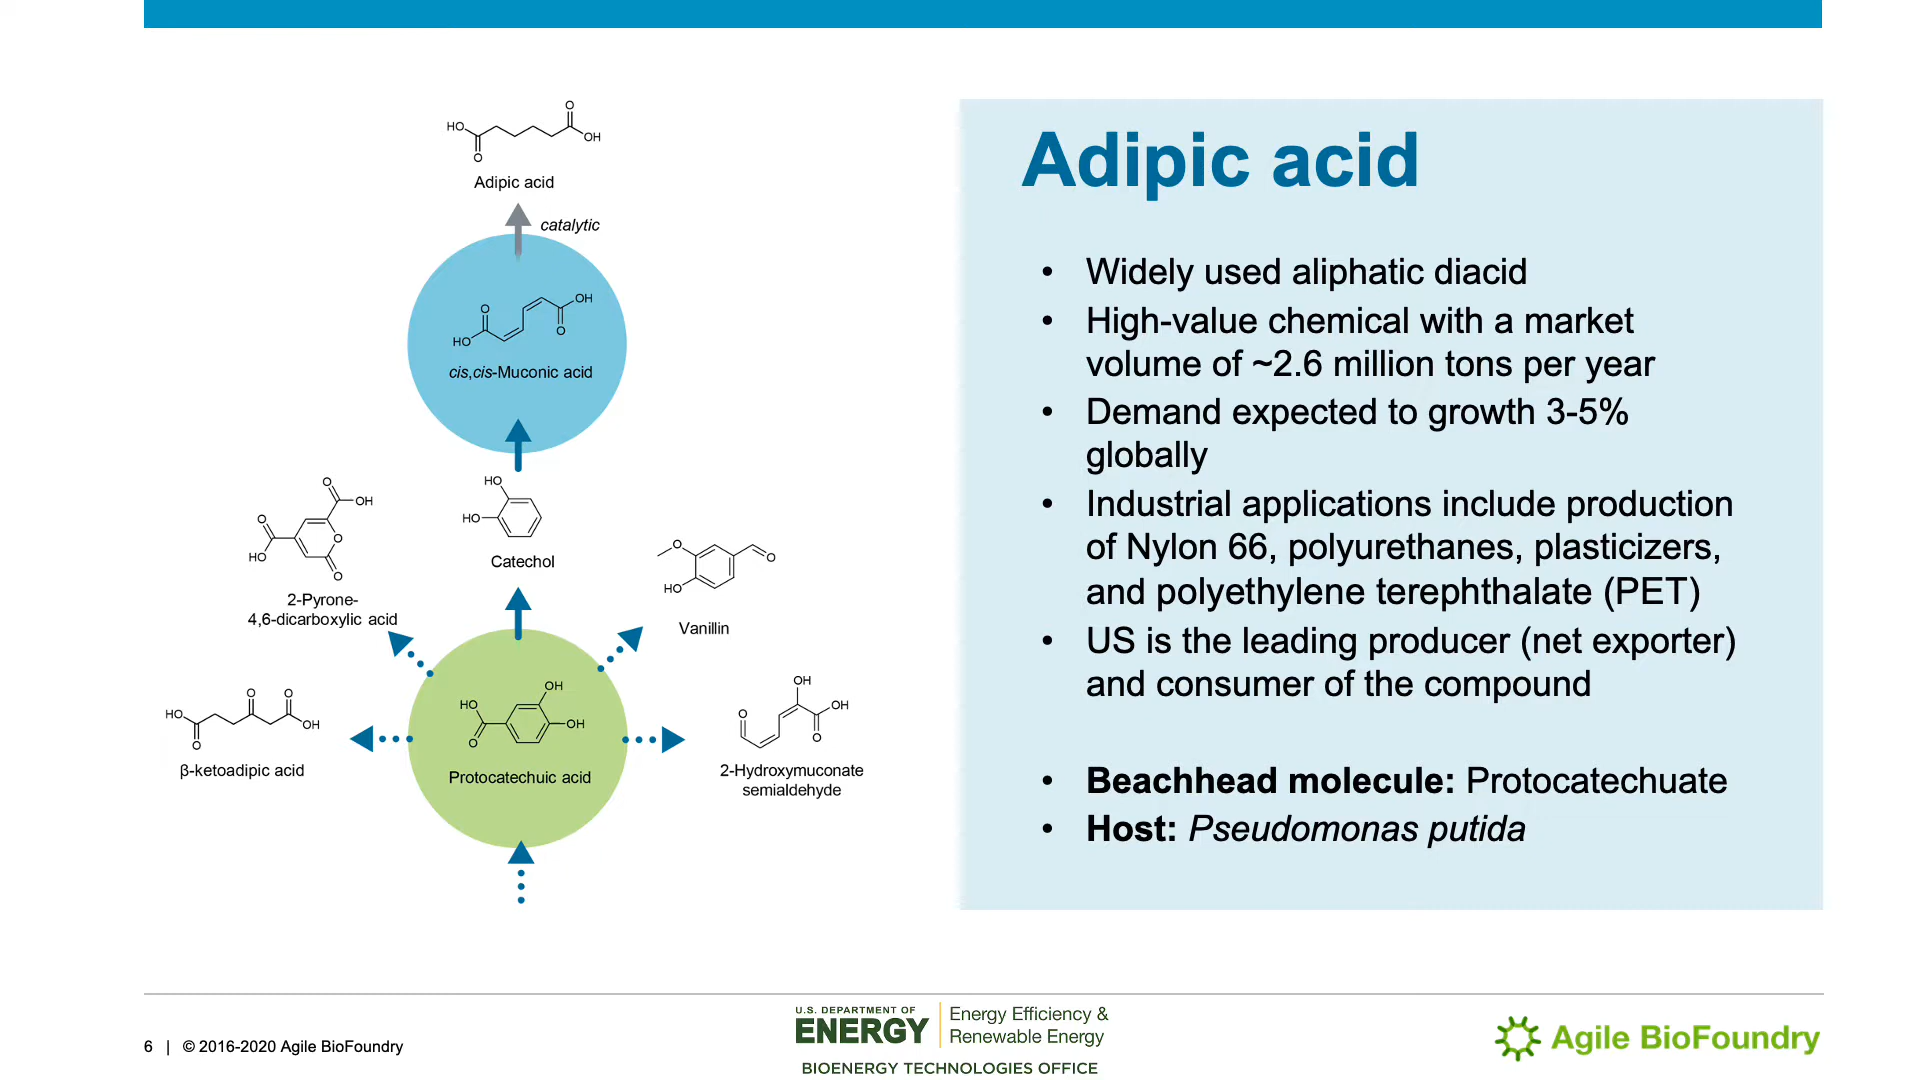 HO
O
O
OH
Adipic acid
catalytic
O
HO
OH
O
cis,cis-Muconic acid
HO
HO
Catechol
O
OH
O
HO
O
O
2-Pyrone-
4,6-dicarboxylic acid
O
O
HO
Vanillin
HO
O
O
O
OH
β-ketoadipic acid
HO
O
OH
OH
Protocatechuic acid
O
OH
OH
O
2-Hydroxymuconate
semialdehyde
Adipic acid
• Widely used aliphatic diacid
• High-value chemical with a market
volume of ~2.6 million tons per year
• Demand expected to growth 3-5%
globally
• Industrial applications include production
of Nylon 66, polyurethanes, plasticizers,
and polyethylene terephthalate (PET)
• US is the leading producer (net exporter)
and consumer of the compound
• Beachhead molecule: Protocatechuate
• Host: Pseudomonas putida
6 | © 2016-2020 Agile BioFoundry
U.S. DEPARTMENT OF
ENERGY
Energy Efficiency &
Renewable Energy
BIOENERGY TECHNOLOGIES OFFICE
Agile BioFoundry